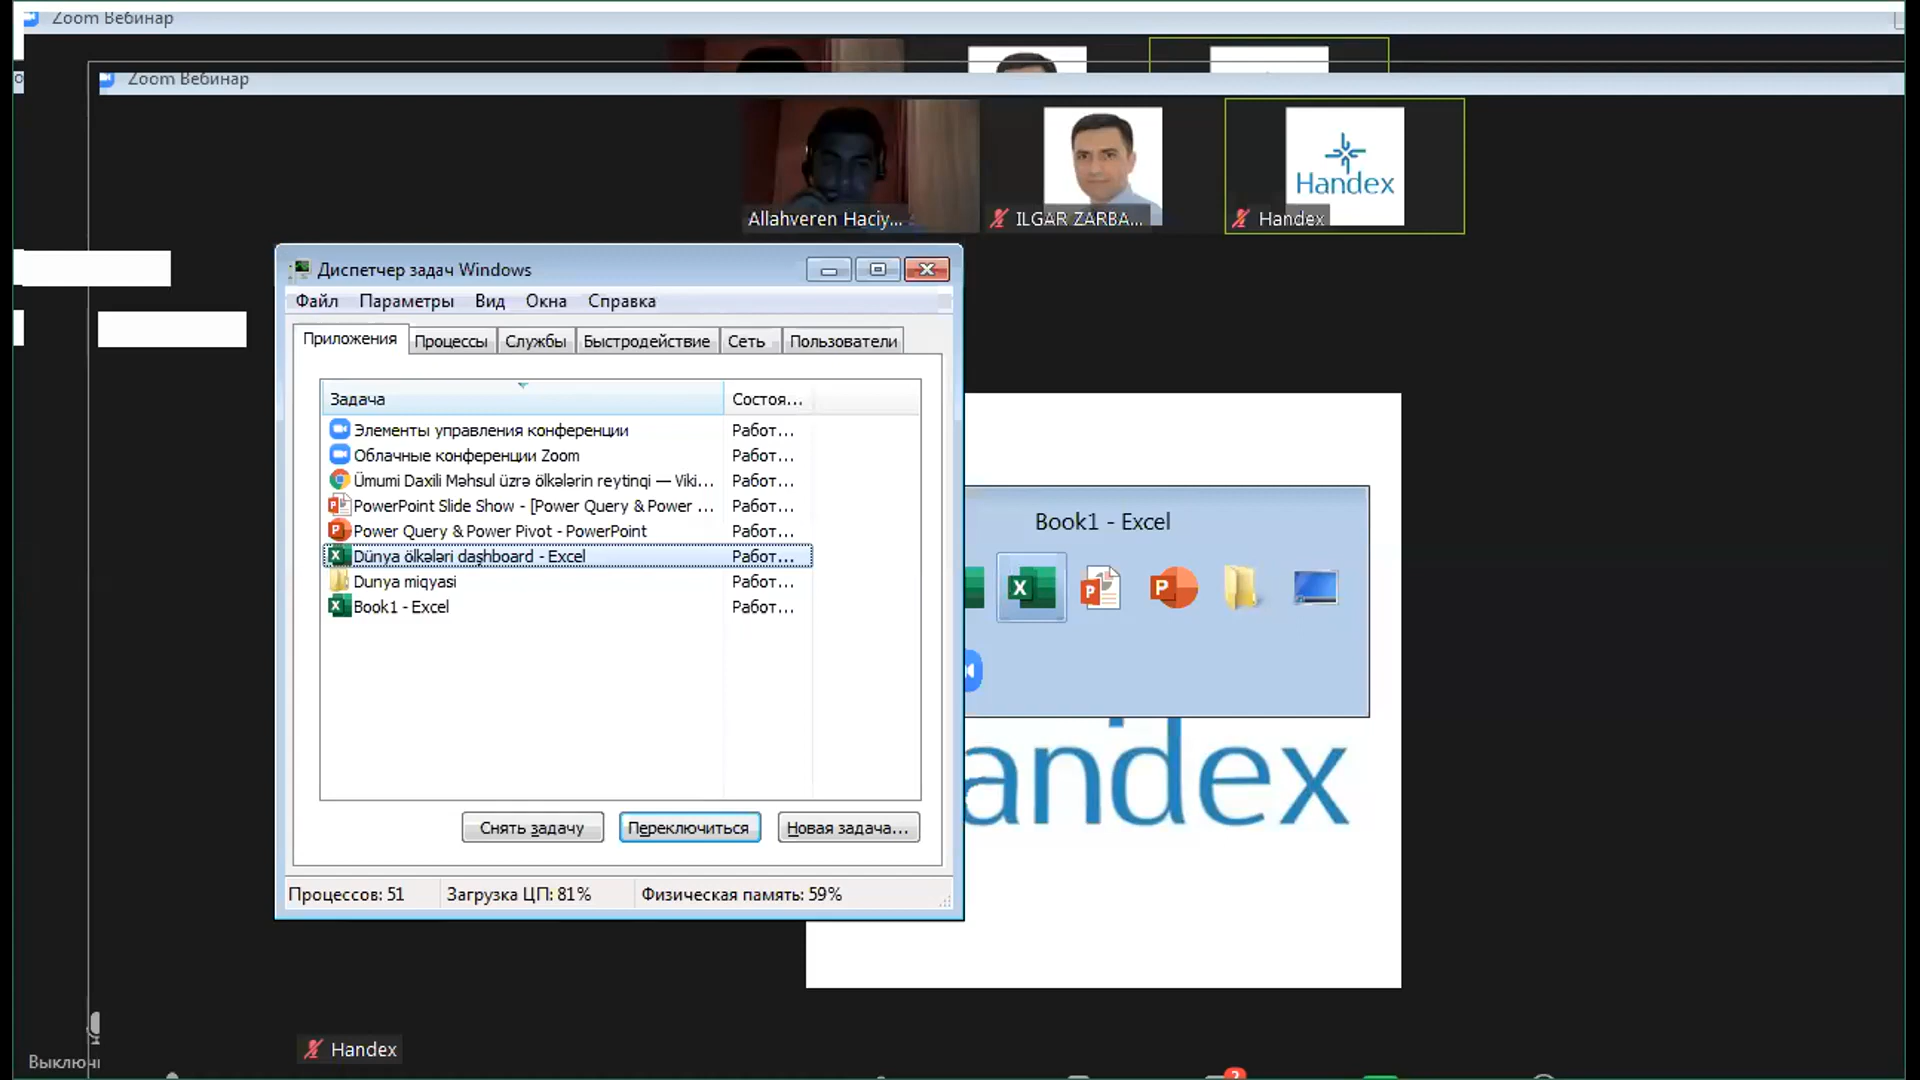 Zoom Вебинар
Zoom Вебинар
Allahveren Haciy...
ILGAR ZARBA...
Handex
Handex
Диспетчер задач Windows
Файл Параметры Вид Окна Справка
Приложения Процессы Службы Быстродействие Сеть Пользователи
Задача Состоя...
Элементы управления конференции Работ...
Облачные конференции Zoom Работ...
Ümumi Daxili Məhsul üzrə ölkələrin reytinqi — Viki... Работ...
PowerPoint Slide Show - [Power Query & Power ... Работ...
Power Query & Power Pivot - PowerPoint Работ...
Dünya ölkələri dashboard - Excel Работ...
Dunya miqyasi Работ...
Book1 - Excel Работ...
Book1 - Excel
andex
Снять задачу Переключиться Новая задача...
Процессов: 51 Загрузка ЦП: 81% Физическая память: 59%
Handex
Выключ
2